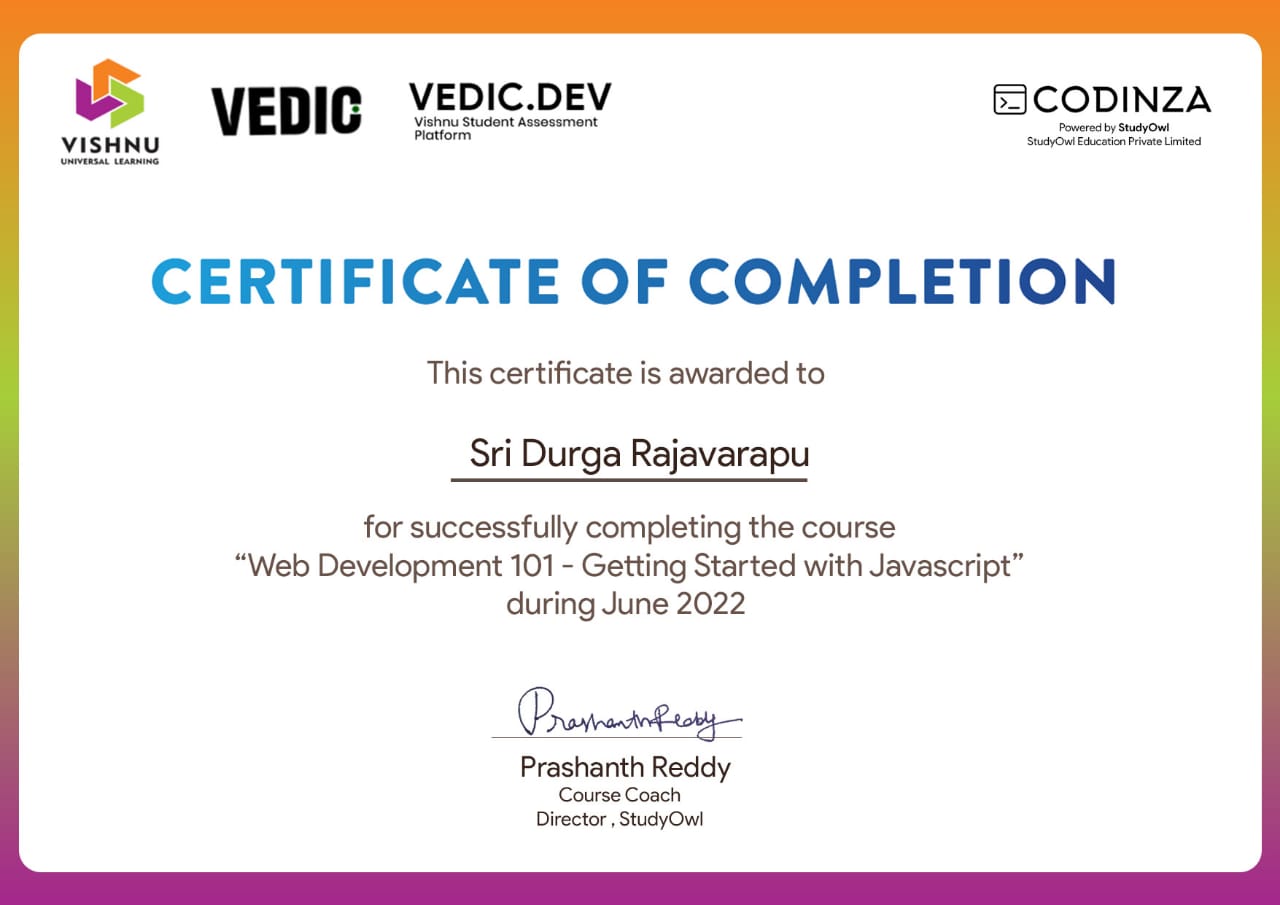 VISHNU
UNIVERSAL LEARNING
VEDIC
VEDIC.DEV
Vishnu Student Assessment
Platform
CODINZA
Powered by StudyOwl
StudyOwl Education Private Limited
CERTIFICATE OF COMPLETION
This certificate is awarded to
Sri Durga Rajavarapu
for successfully completing the course
“Web Development 101 - Getting Started with Javascript”
during June 2022
Prashanth Reddy
Prashanth Reddy
Course Coach
Director , StudyOwl